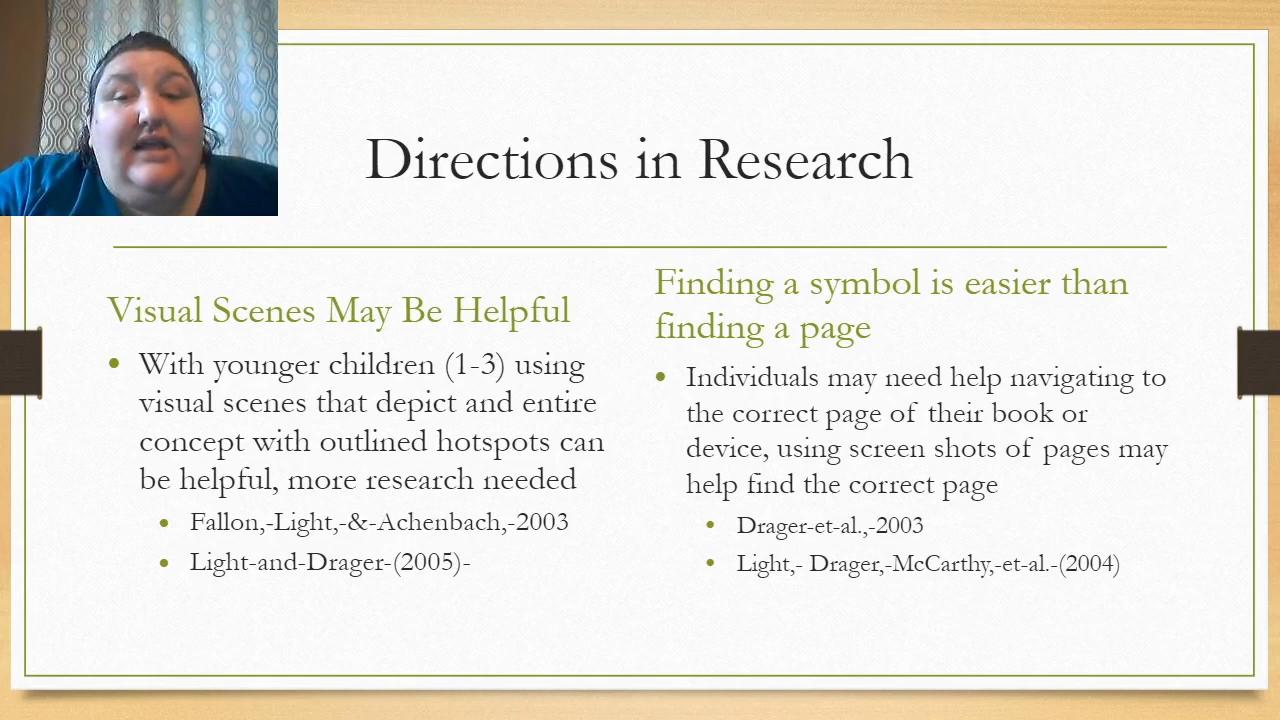 Directions in Research
Visual Scenes May Be Helpful
• With younger children (1-3) using
visual scenes that depict and entire
concept with outlined hotspots can
be helpful, more research needed
• Fallon,-Light,-&-Achenbach,-2003
• Light-and-Drager-(2005)-
Finding a symbol is easier than
finding a page
• Individuals may need help navigating to
the correct page of their book or
device, using screen shots of pages may
help find the correct page
• Drager-et-al.,-2003
• Light,- Drager,-McCarthy,-et-al.-(2004)